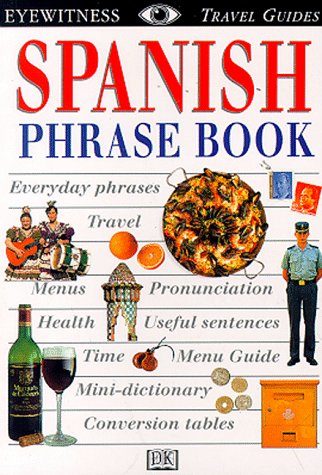 EYEWITNESS TRAVEL GUIDES
SPANISH
PHRASE BOOK
Everyday phrases
Travel
Menus Pronunciation
Health Useful sentences
Time Menu Guide
Mini-dictionary
Conversion tables
DK